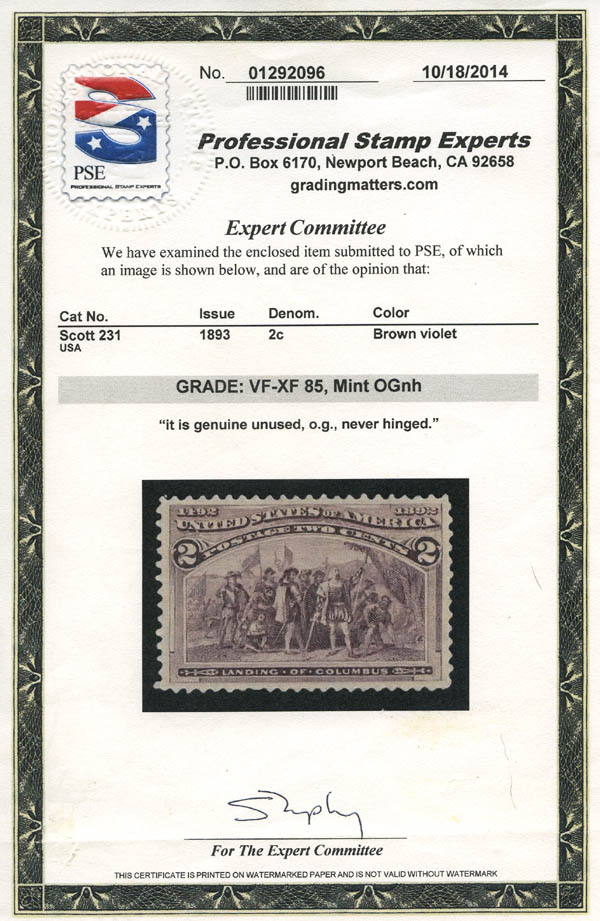 No. 01292096 10/18/2014
PSE
PROFESSIONAL STAMP EXPERTS
Professional Stamp Experts
P.O. Box 6170, Newport Beach, CA 92658
gradingmatters.com
Expert Committee
We have examined the enclosed item submitted to PSE, of which
an image is shown below, and are of the opinion that:
Cat No. Issue Denom. Color
Scott 231 1893 2c Brown violet
USA
GRADE: VF-XF 85, Mint OGnh
“it is genuine unused, o.g., never hinged.”
1492 1892
UNITED STATES OF AMERICA
2 POSTAGE TWO CENTS 2
LANDING · OF · COLUMBUS
For The Expert Committee
THIS CERTIFICATE IS PRINTED ON WATERMARKED PAPER AND IS NOT VALID WITHOUT WATERMARK